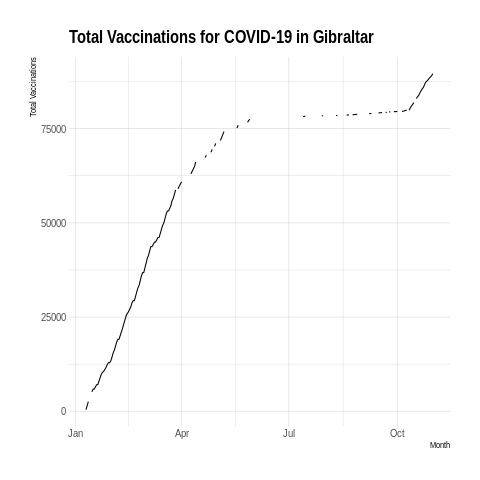 Total Vaccinations for COVID-19 in Gibraltar
Total Vaccinations
75000
50000
25000
0
Jan Apr Jul Oct
Month